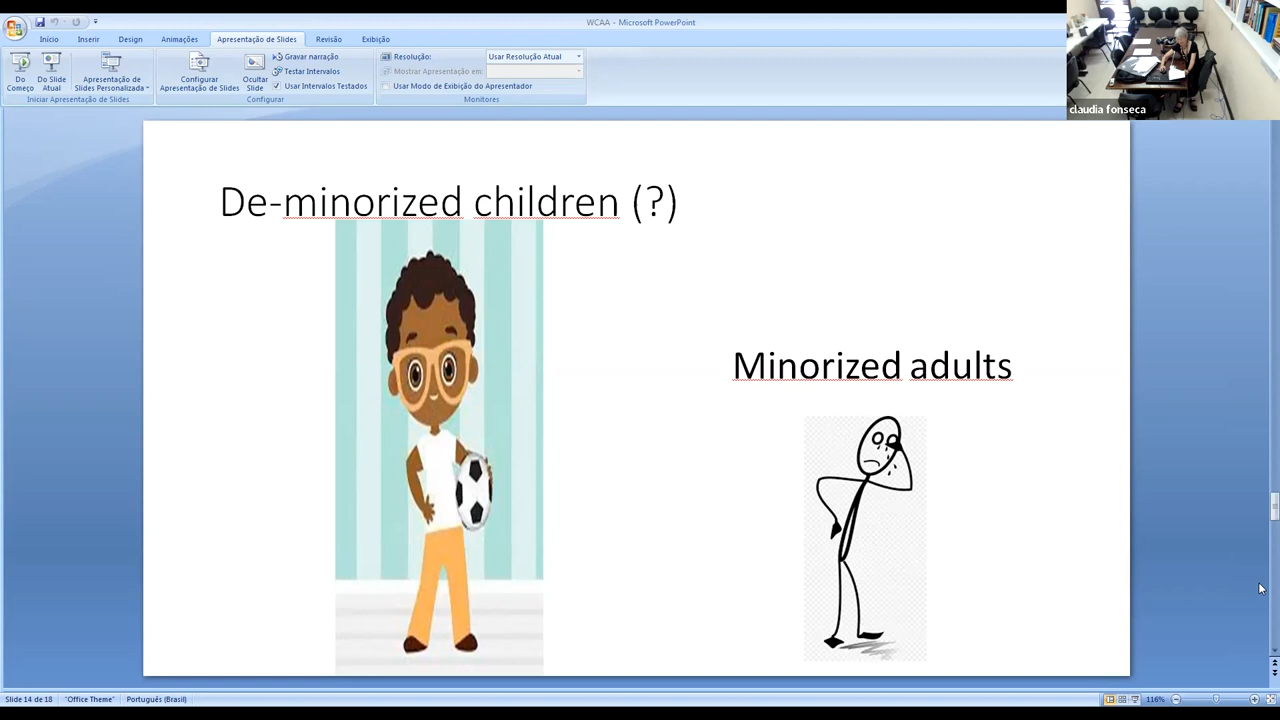 WCAA - Microsoft PowerPoint
Início Inserir Design Animações Apresentação de Slides Revisão Exibição
Do Começo
Do Slide Atual
Apresentação de Slides Personalizada
Iniciar Apresentação de Slides
Configurar Apresentação de Slides
Ocultar Slide
Gravar narração
Testar Intervalos
Usar Intervalos Testados
Configurar
Resolução: Usar Resolução Atual
Mostrar Apresentação em:
Usar Modo de Exibição do Apresentador
Monitores
claudia fonseca
De-minorized children (?)
Minorized adults
Slide 14 de 18 "Office Theme" Português (Brasil) 116%